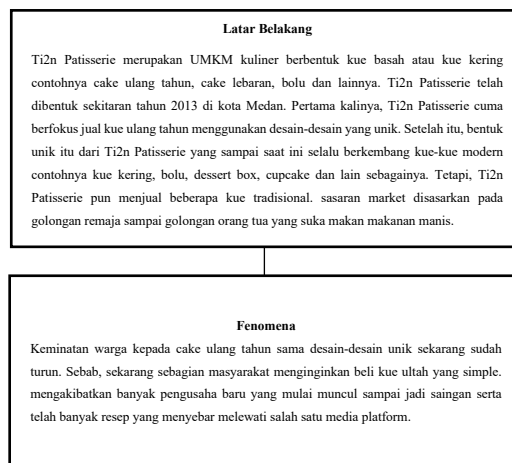 Latar Belakang
Ti2n Patisserie merupakan UMKM kuliner berbentuk kue basah atau kue kering
contohnya cake ulang tahun, cake lebaran, bolu dan lainnya. Ti2n Patisserie telah
dibentuk sekitaran tahun 2013 di kota Medan. Pertama kalinya, Ti2n Patisserie cuma
berfokus jual kue ulang tahun menggunakan desain-desain yang unik. Setelah itu, bentuk
unik itu dari Ti2n Patisserie yang sampai saat ini selalu berkembang kue-kue modern
contohnya kue kering, bolu, dessert box, cupcake dan lain sebagainya. Tetapi, Ti2n
Patisserie pun menjual beberapa kue tradisional. sasaran market disasarkan pada
golongan remaja sampai golongan orang tua yang suka makan makanan manis.
Fenomena
Keminatan warga kepada cake ulang tahun sama desain-desain unik sekarang sudah
turun. Sebab, sekarang sebagian masyarakat menginginkan beli kue ultah yang simple.
mengakibatkan banyak pengusaha baru yang mulai muncul sampai jadi saingan serta
telah banyak resep yang menyebar melewati salah satu media platform.